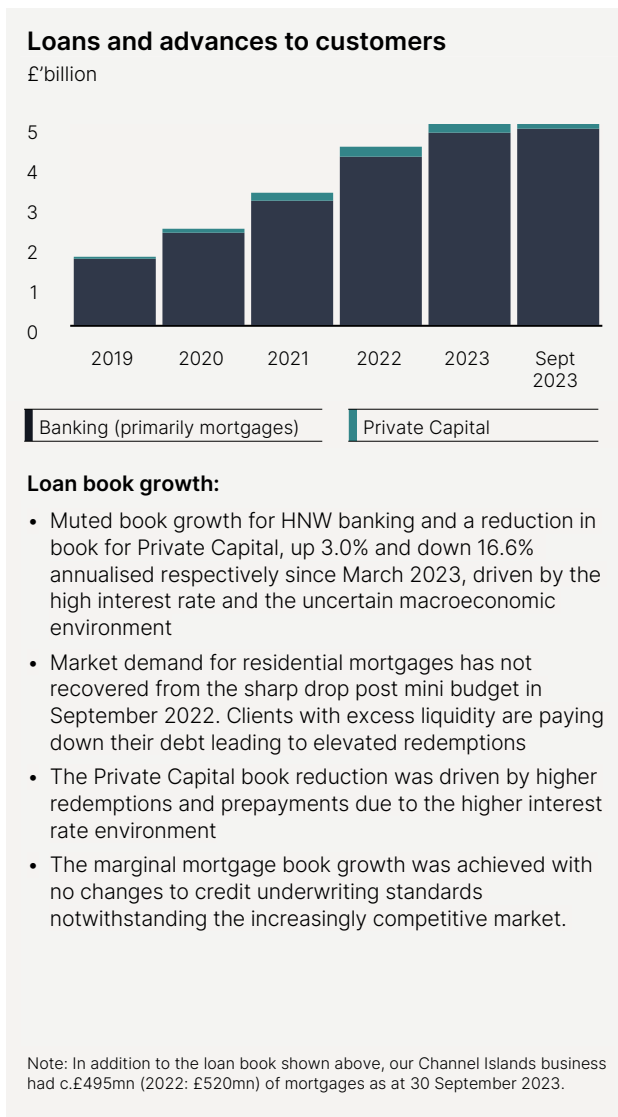 Loans and advances to customers
£'billion
5
4
3
2
1
0
2019 2020 2021 2022 2023 Sept
2023
Banking (primarily mortgages) Private Capital
Loan book growth:
• Muted book growth for HNW banking and a reduction in
book for Private Capital, up 3.0% and down 16.6%
annualised respectively since March 2023, driven by the
high interest rate and the uncertain macroeconomic
environment
• Market demand for residential mortgages has not
recovered from the sharp drop post mini budget in
September 2022. Clients with excess liquidity are paying
down their debt leading to elevated redemptions
• The Private Capital book reduction was driven by higher
redemptions and prepayments due to the higher interest
rate environment
• The marginal mortgage book growth was achieved with
no changes to credit underwriting standards
notwithstanding the increasingly competitive market.
Note: In addition to the loan book shown above, our Channel Islands business
had c.£495mn (2022: £520mn) of mortgages as at 30 September 2023.